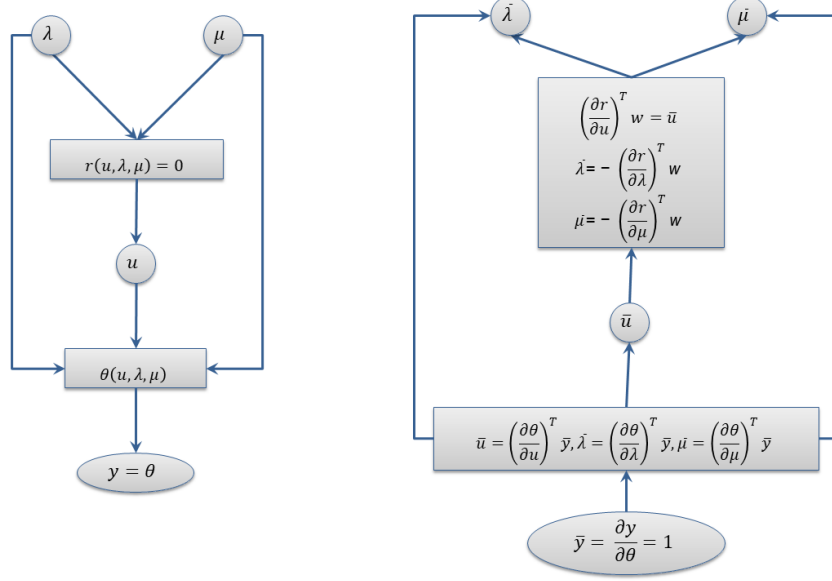 λ
μ
r(u, λ, μ) = 0
u
θ(u, λ, μ)
y = θ
λ̄
μ̄
(∂r/∂u)ᵀ w = ū
λ̄ = − (∂r/∂λ)ᵀ w
μ̄ = − (∂r/∂μ)ᵀ w
ū
ū = (∂θ/∂u)ᵀ ȳ, λ̄ = (∂θ/∂λ)ᵀ ȳ, μ̄ = (∂θ/∂μ)ᵀ ȳ
ȳ = ∂y/∂θ = 1